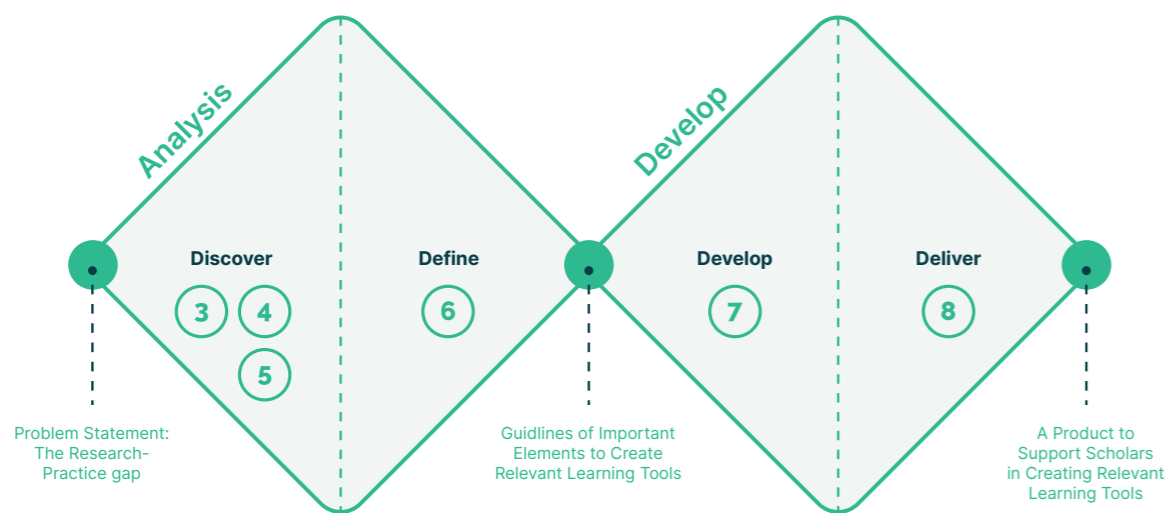 Analysis
Develop
Discover
Define
Develop
Deliver
3
4
6
7
8
5
Problem Statement:
The Research-
Practice gap
Guidlines of Important
Elements to Create
Relevant Learning Tools
A Product to
Support Scholars
in Creating Relevant
Learning Tools